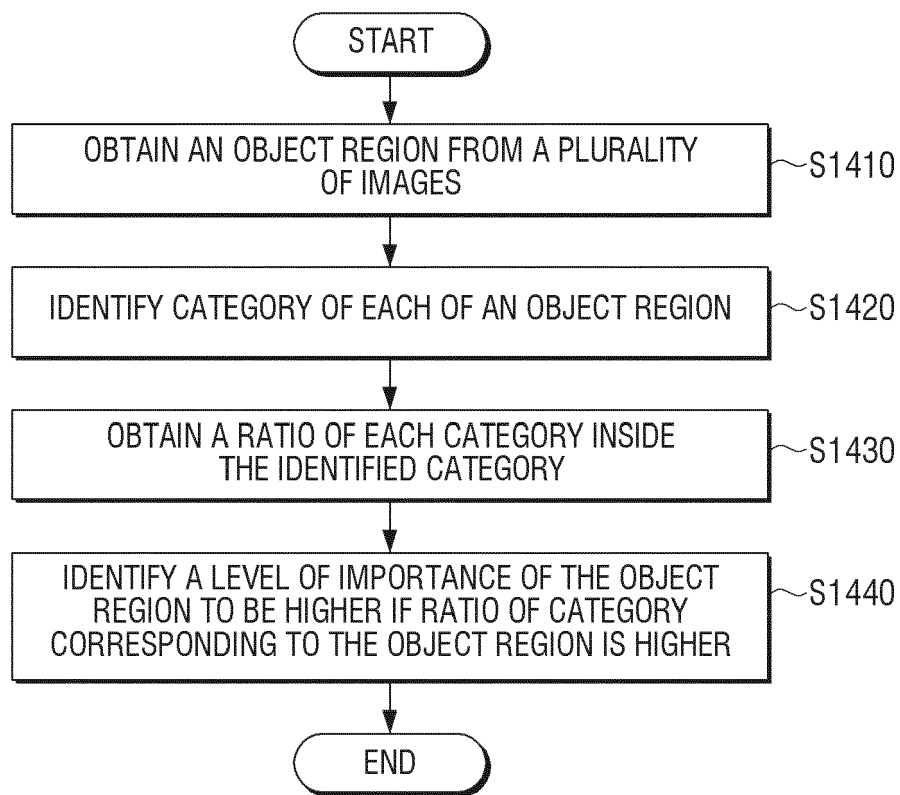 START
OBTAIN AN OBJECT REGION FROM A PLURALITY
OF IMAGES
S1410
IDENTIFY CATEGORY OF EACH OF AN OBJECT REGION
S1420
OBTAIN A RATIO OF EACH CATEGORY INSIDE
THE IDENTIFIED CATEGORY
S1430
IDENTIFY A LEVEL OF IMPORTANCE OF THE OBJECT
REGION TO BE HIGHER IF RATIO OF CATEGORY
CORRESPONDING TO THE OBJECT REGION IS HIGHER
S1440
END